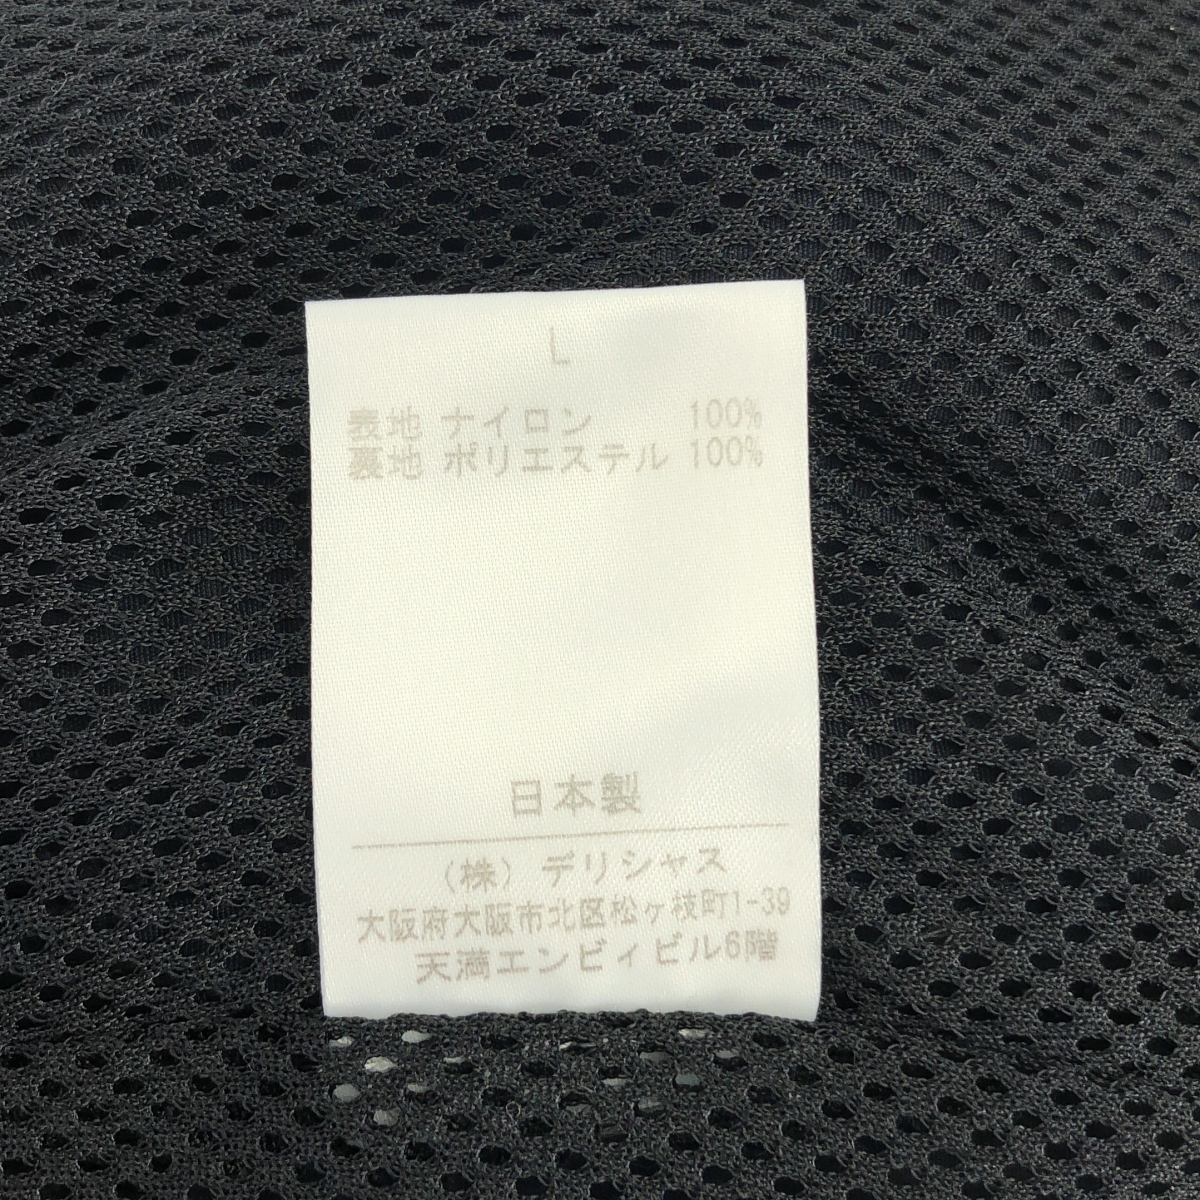 L
表地 ナイロン 100%
裏地 ポリエステル 100%
日本製
（株）デリシャス
大阪府大阪市北区松ヶ枝町1-39
天満エンビィビル6階